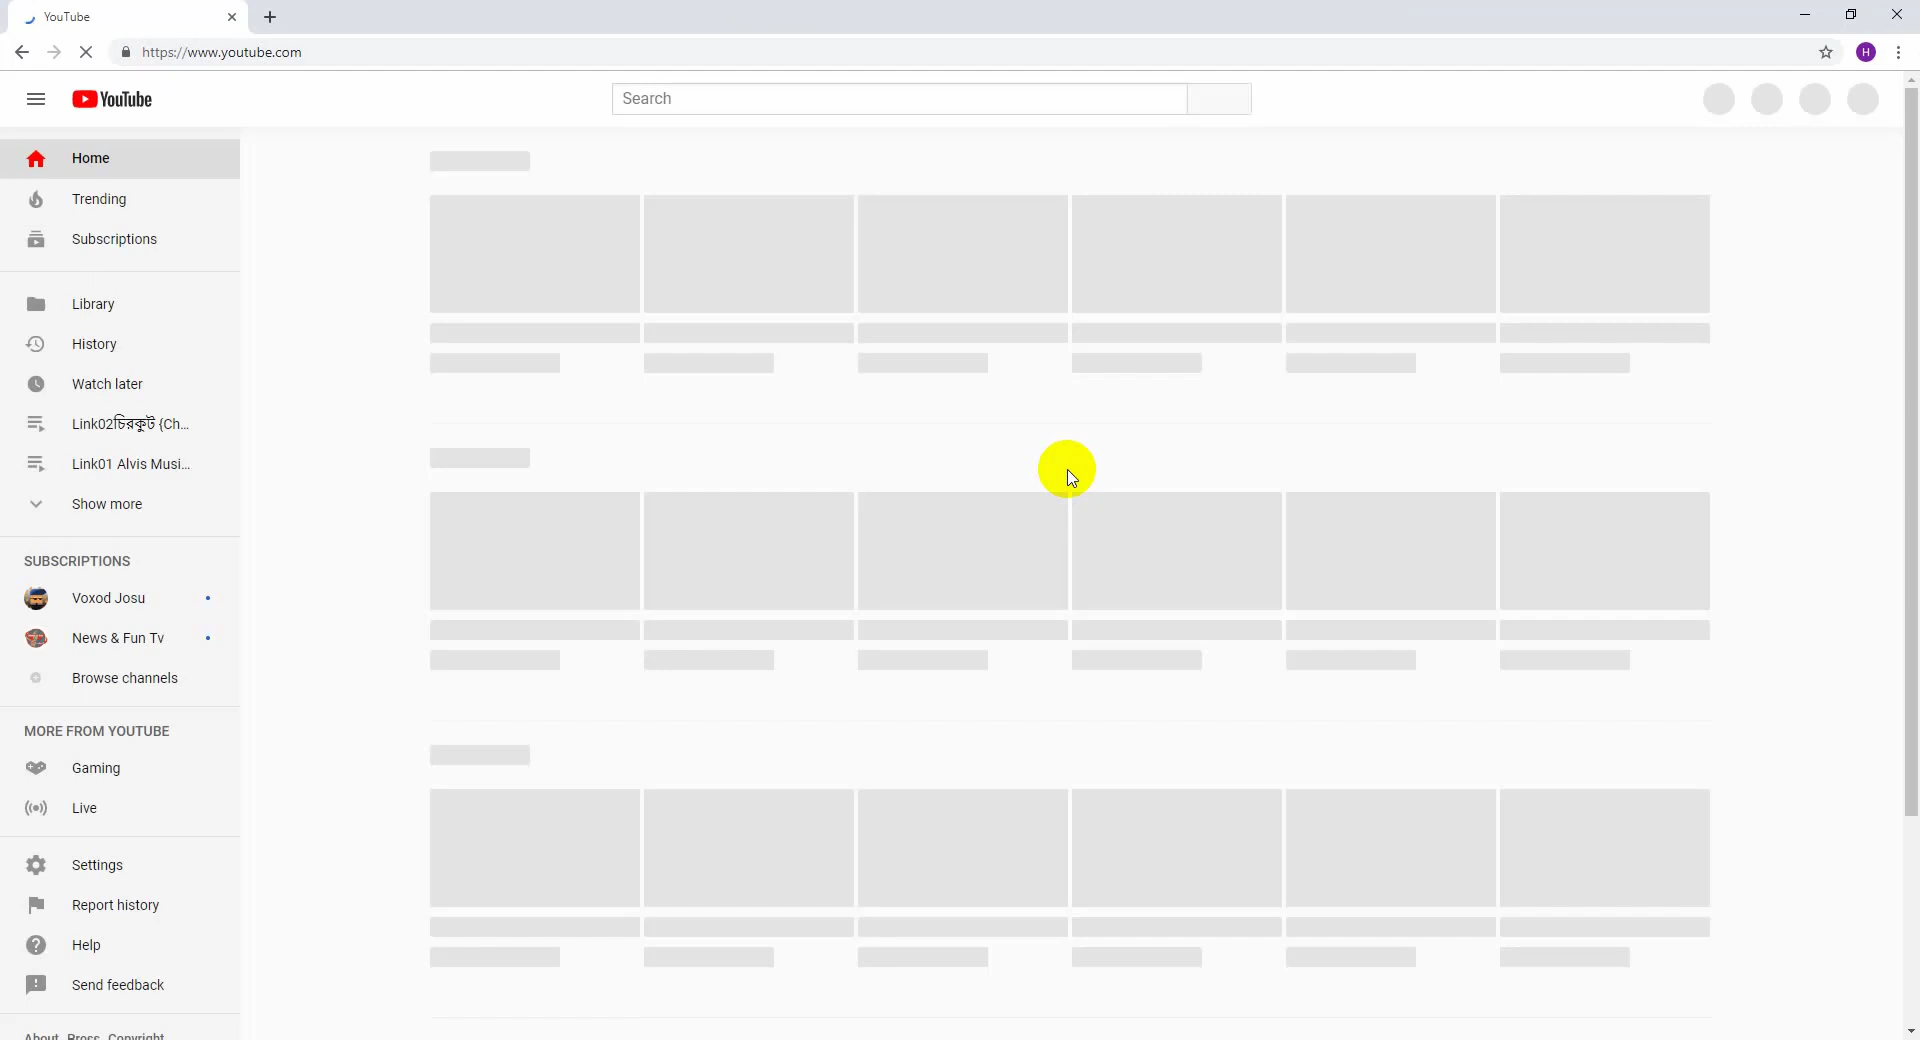 YouTube
https://www.youtube.com
H
YouTube
Search
Home
Trending
Subscriptions
Library
History
Watch later
Link02চিরকুট {Ch...
Link01 Alvis Musi...
Show more
SUBSCRIPTIONS
Voxod Josu
News & Fun Tv
Browse channels
MORE FROM YOUTUBE
Gaming
Live
Settings
Report history
Help
Send feedback
About Press Copyright